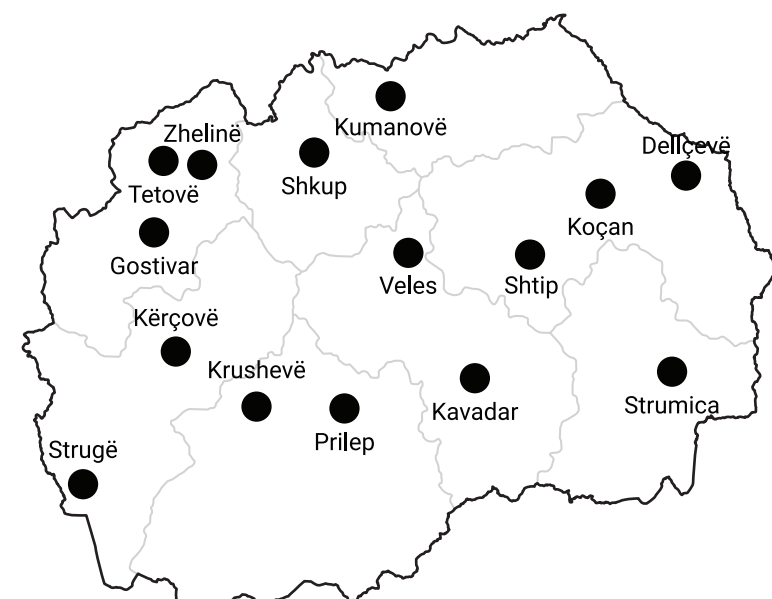 Kumanovë
Zhelinë
Dellçevë
Tetovë
Shkup
Koçan
Gostivar
Veles
Shtip
Kërçovë
Krushevë
Kavadar
Strumica
Prilep
Strugë